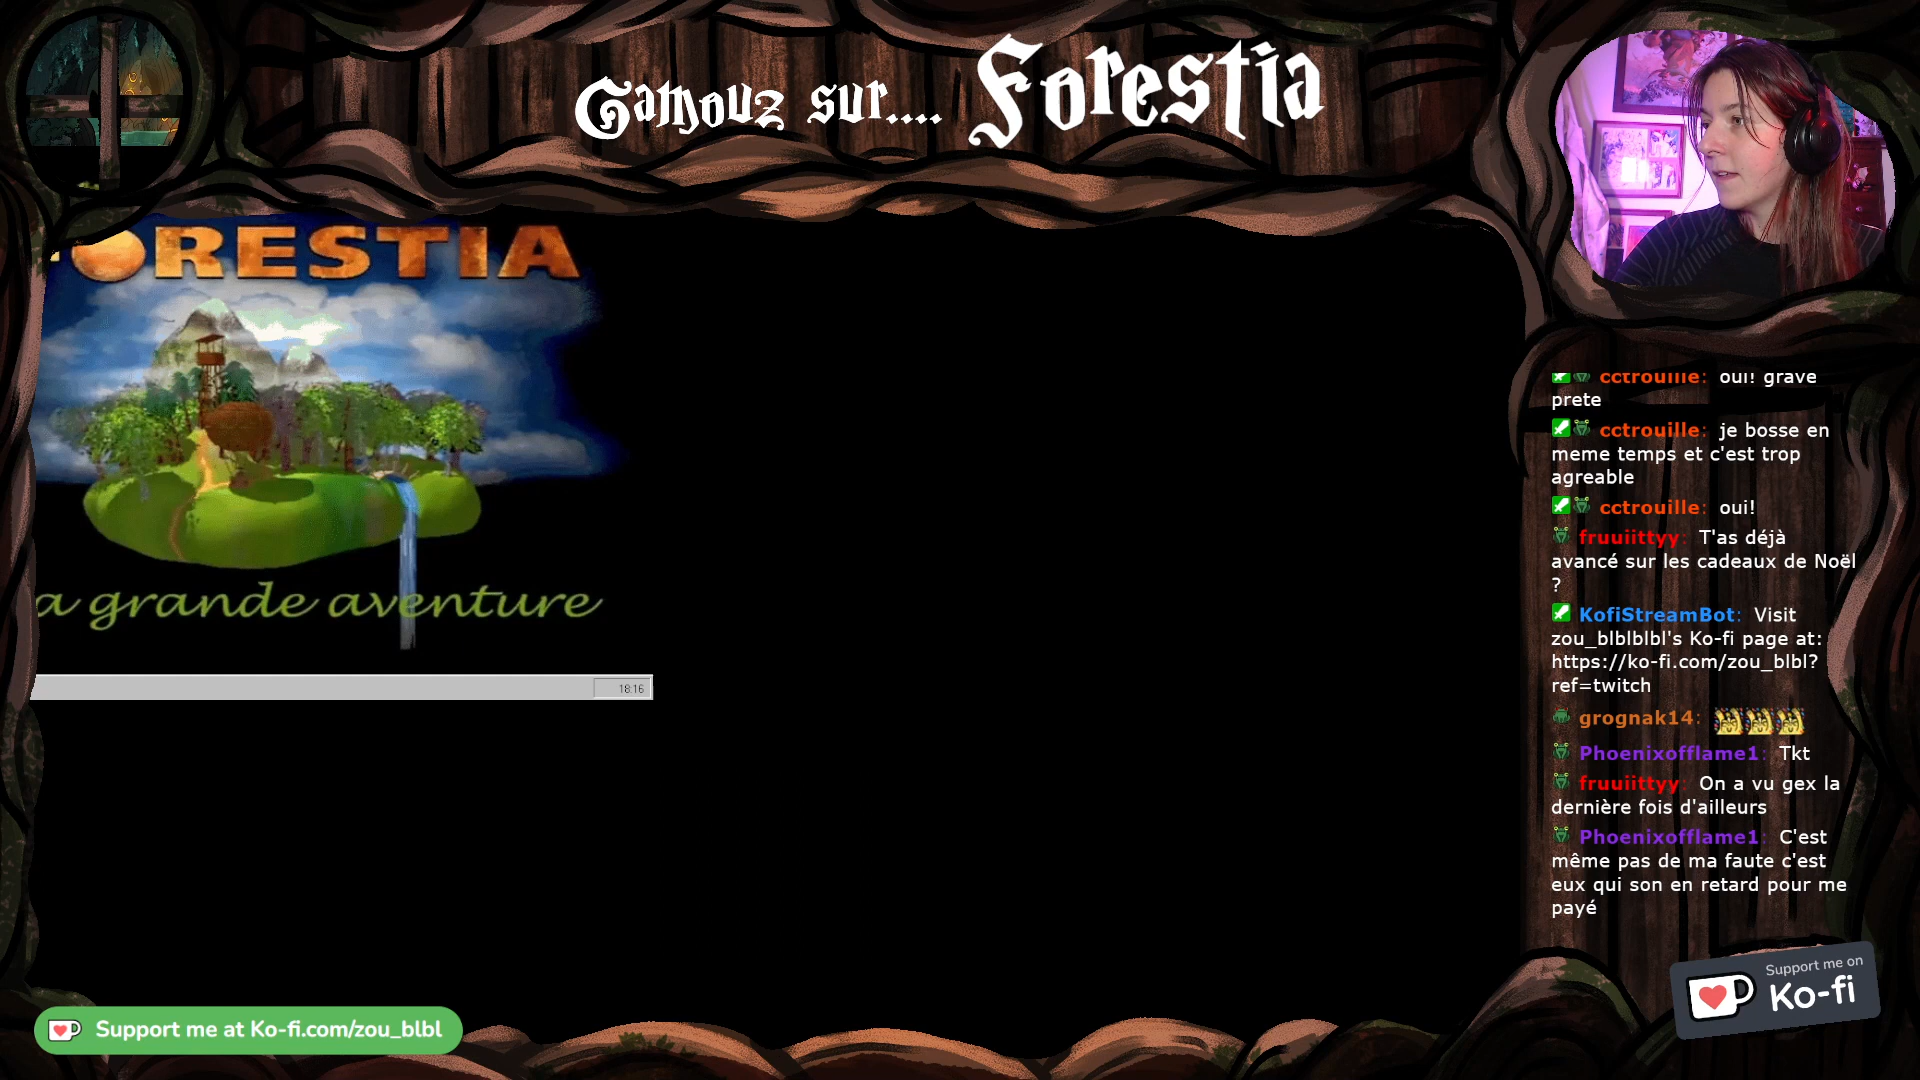 Gamouz sur.... Forestia
ORESTIA
a grande aventure
18:16
cctrouille: oui! grave
prete
cctrouille: je bosse en
meme temps et c'est trop
agreable
cctrouille: oui!
fruuiittyy: T'as déjà
avancé sur les cadeaux de Noël
?
KofiStreamBot: Visit
zou_blblblbl's Ko-fi page at:
https://ko-fi.com/zou_blbl?
ref=twitch
grognak14:
Phoenixofflame1: Tkt
fruuiittyy: On a vu gex la
dernière fois d'ailleurs
Phoenixofflame1: C'est
même pas de ma faute c'est
eux qui son en retard pour me
payé
Support me on
Ko-fi
Support me at Ko-fi.com/zou_blbl